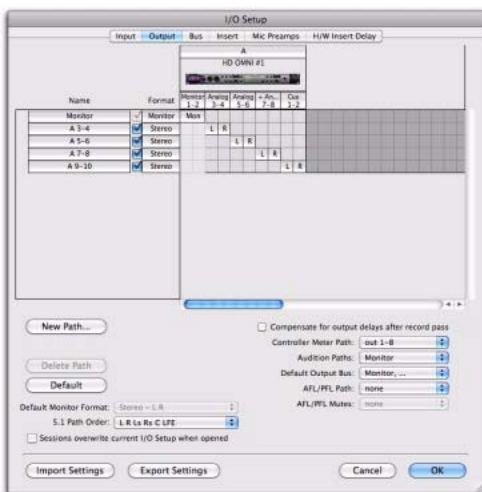 I/O Setup
Input Output Bus Insert Mic Preamps H/W Insert Delay
A
HD OMNI #1
Name Format Monitor 1-2 Analog 3-4 Analog 5-6 + An... 7-8 Cue 1-2
Monitor Monitor Mon
A 3-4 Stereo L R
A 5-6 Stereo L R
A 7-8 Stereo L R
A 9-10 Stereo L R
New Path...
Compensate for output delays after record pass
Controller Meter Path: out 1-8
Delete Path
Audition Paths: Monitor
Default
Default Output Bus: Monitor, ...
AFL/PFL Path: none
Default Monitor Format: Stereo - L R
AFL/PFL Mutes: none
5.1 Path Order: L R Ls Rs C LFE
Sessions overwrite current I/O Setup when opened
Import Settings Export Settings Cancel OK